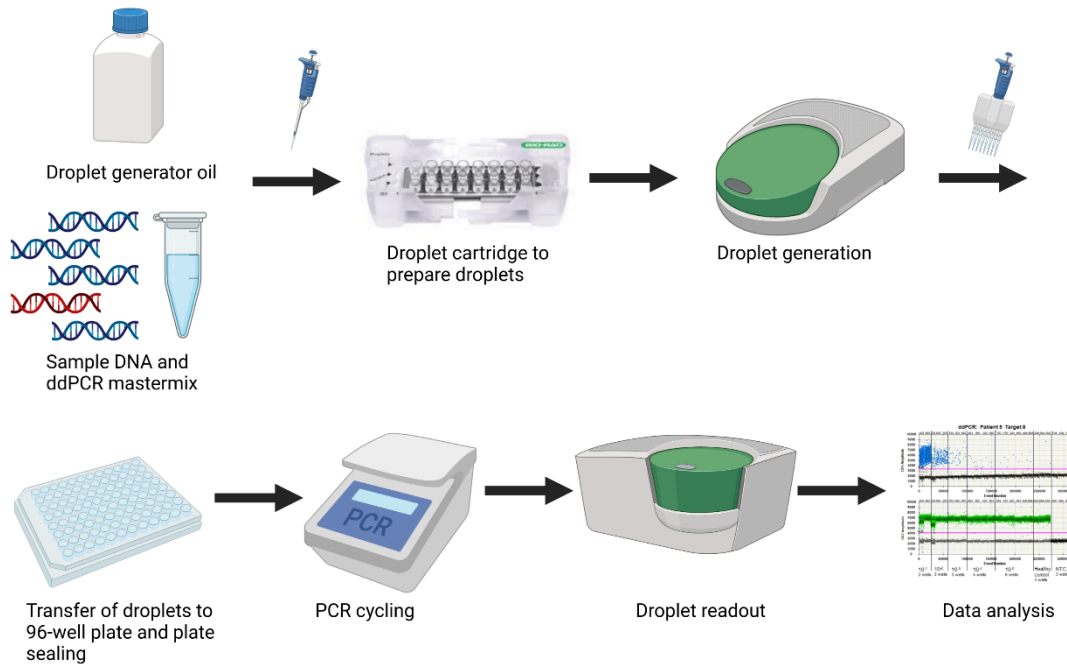 Droplet generator oil
BIO-RAD
Droplet cartridge to
prepare droplets
Droplet generation
Sample DNA and
ddPCR mastermix
Transfer of droplets to
96-well plate and plate
sealing
PCR
PCR cycling
Droplet readout
ddPCR: Patient 5 Target 8
Healthy
control
NTC
Data analysis